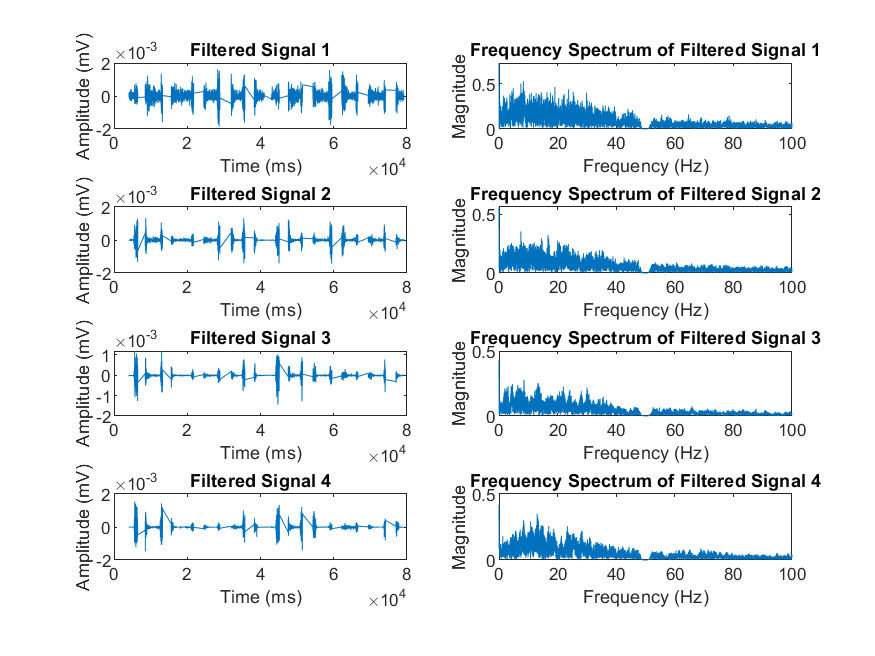 Filtered Signal 1
×10-3
Amplitude (mV)
2
0
-2
0 2 4 6 8
Time (ms)
×104
Frequency Spectrum of Filtered Signal 1
Magnitude
0.5
0
0 20 40 60 80 100
Frequency (Hz)
Filtered Signal 2
×10-3
Amplitude (mV)
2
0
-2
0 2 4 6 8
Time (ms)
×104
Frequency Spectrum of Filtered Signal 2
Magnitude
0.5
0
0 20 40 60 80 100
Frequency (Hz)
Filtered Signal 3
×10-3
Amplitude (mV)
1
0
-1
-2
0 2 4 6 8
Time (ms)
×104
Frequency Spectrum of Filtered Signal 3
Magnitude
0.5
0
0 20 40 60 80 100
Frequency (Hz)
Filtered Signal 4
×10-3
Amplitude (mV)
2
0
-2
0 2 4 6 8
Time (ms)
×104
Frequency Spectrum of Filtered Signal 4
Magnitude
0.5
0
0 20 40 60 80 100
Frequency (Hz)